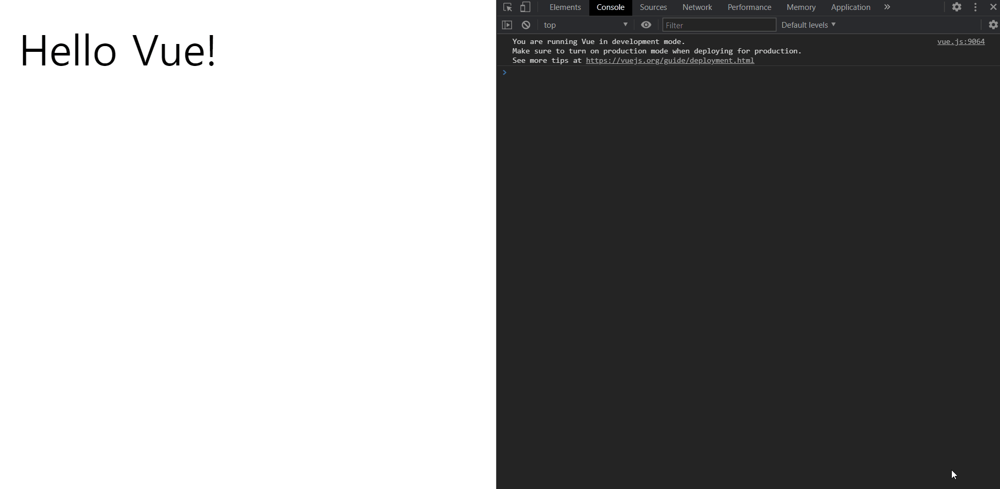 Hello Vue!
Elements Console Sources Network Performance Memory Application
top Filter Default levels
You are running Vue in development mode. vue.js:9064
Make sure to turn on production mode when deploying for production.
See more tips at https://vuejs.org/guide/deployment.html